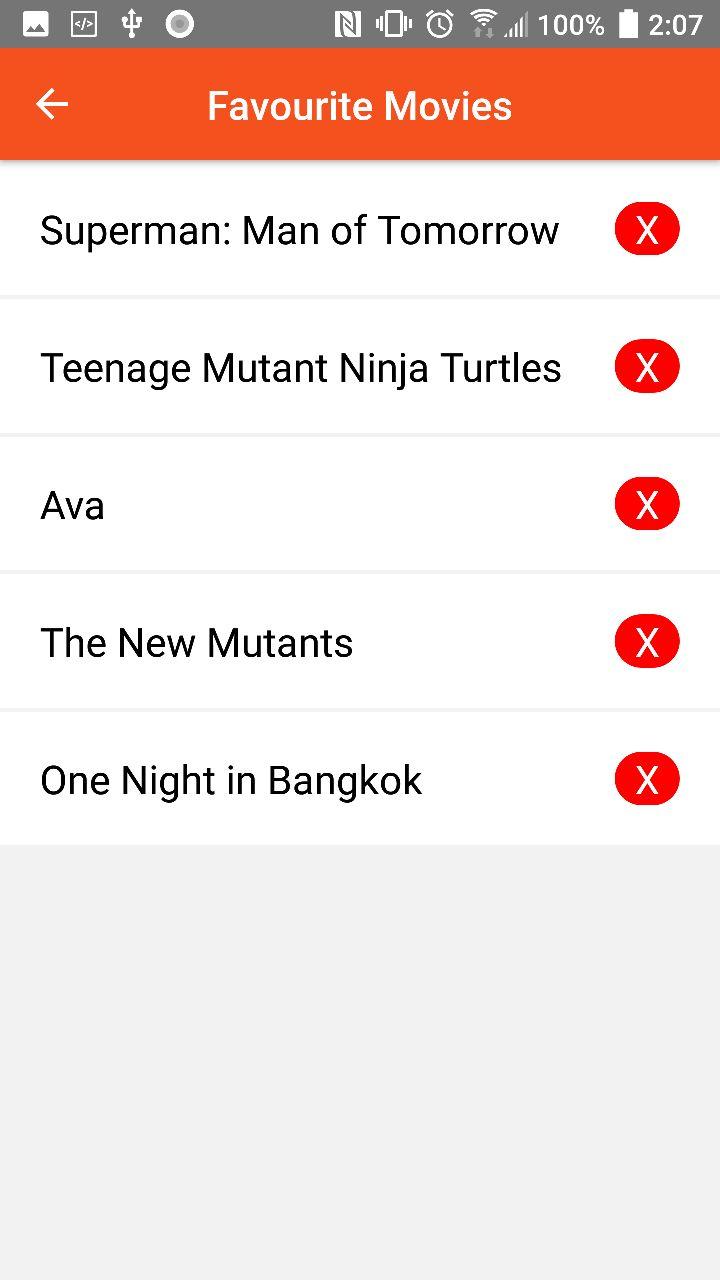 100% 2:07
Favourite Movies
Superman: Man of Tomorrow X
Teenage Mutant Ninja Turtles X
Ava X
The New Mutants X
One Night in Bangkok X